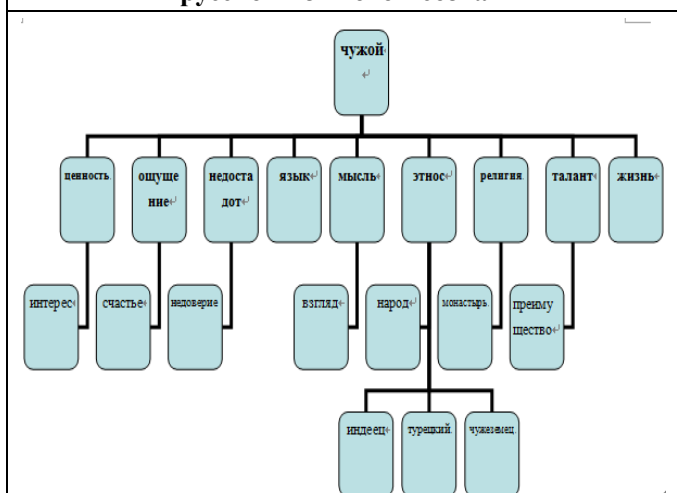 чужой
ценность.
ощуще
ние
недоста
дот
язык
мысль
этнос
религия.
талант
жизнь
интерес
счастье
недоверие
взгляд
народ
монастырь.
преиму
щество
индеец
турецкий.
чужеземец.